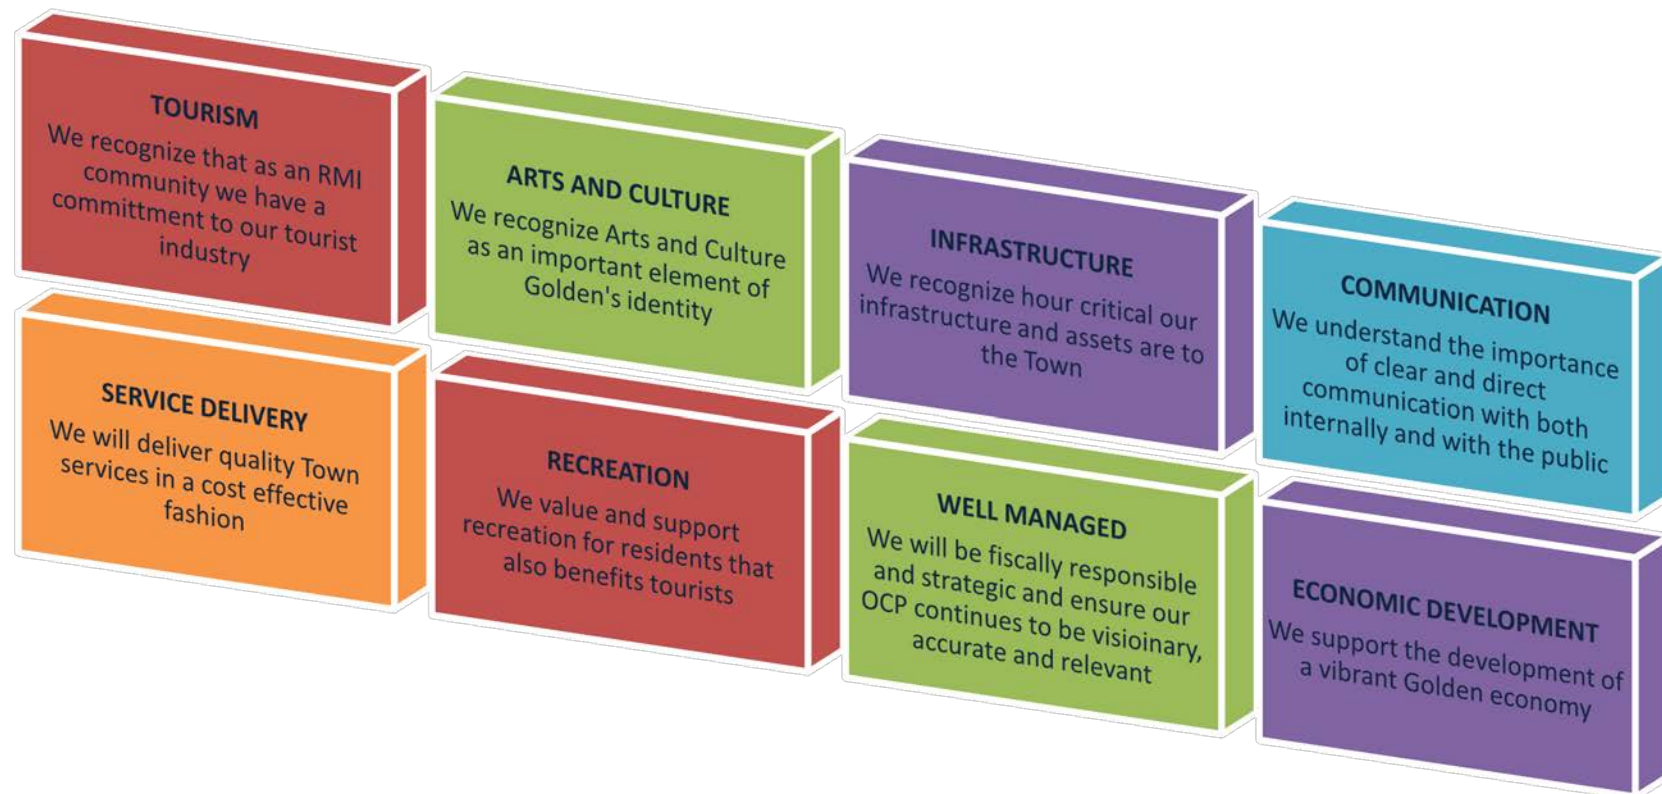 TOURISM
We recognize that as an RMI
community we have a
committment to our tourist
industry
ARTS AND CULTURE
We recognize Arts and Culture
as an important element of
Golden's identity
INFRASTRUCTURE
We recognize hour critical our
infrastructure and assets are to
the Town
COMMUNICATION
We understand the importance
of clear and direct
communication with both
internally and with the public
SERVICE DELIVERY
We will deliver quality Town
services in a cost effective
fashion
RECREATION
We value and support
recreation for residents that
also benefits tourists
WELL MANAGED
We will be fiscally responsible
and strategic and ensure our
OCP continues to be visioinary,
accurate and relevant
ECONOMIC DEVELOPMENT
We support the development of
a vibrant Golden economy